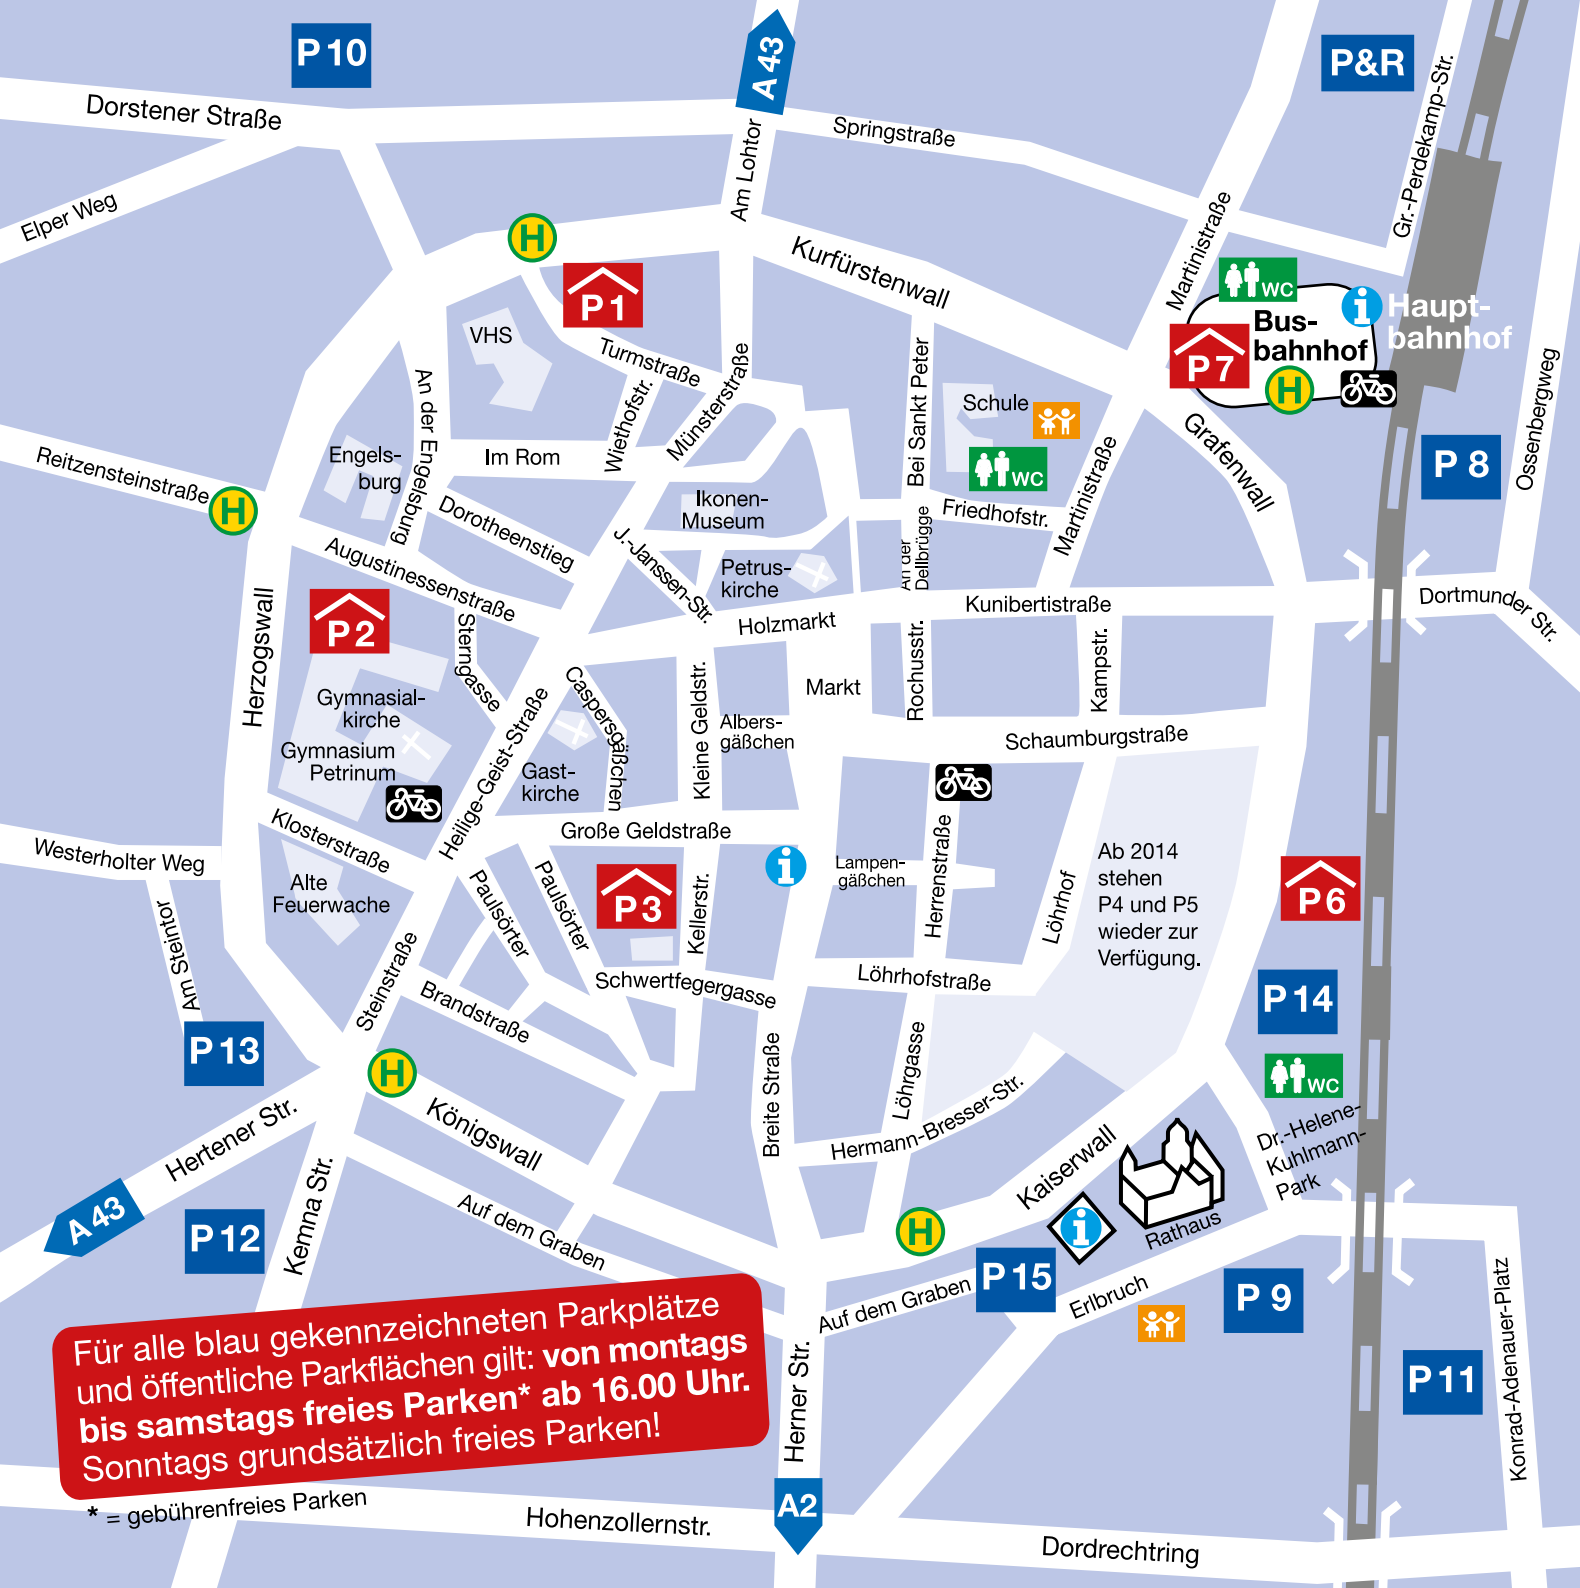 P 10
A 43
P&R
Dorstener Straße
Springstraße
Am Lohtor
Gr.-Perdekamp-Str.
Elper Weg
H
Kurfürstenwall
Martinistraße
WC
P 1
i
Haupt-
bahnhof
Bus-
bahnhof
P 7
H
VHS
Turmstraße
Wiethofstr.
Münsterstraße
Bei Sankt Peter
Schule
WC
Ossenbergweg
An der Engelsburg
Engels-
burg
Im Rom
Grafenwall
P 8
Reitzensteinstraße
H
Dorotheenstieg
Ikonen-
Museum
Friedhofstr.
Martinistraße
Augustinessenstraße
J.-Janssen-Str.
Petrus-
kirche
An der
Dellbrügge
Kunibertistraße
Dortmunder Str.
Herzogswall
P 2
Sterngasse
Holzmarkt
Rochusstr.
Kampstr.
Markt
Gymnasial-
kirche
Gymnasium
Petrinum
Heilige-Geist-Straße
Caspersgäßchen
Kleine Geldstr.
Albers-
gäßchen
Schaumburgstraße
Gast-
kirche
Klosterstraße
Große Geldstraße
Westerholter Weg
Alte
Feuerwache
Paulsörter
Paulsörter
P 3
Kellerstr.
i
Lampen-
gäßchen
Herrenstraße
Löhrhof
Ab 2014
stehen
P4 und P5
wieder zur
Verfügung.
P 6
Am Steintor
Steinstraße
Brandstraße
Schwertfegergasse
Löhrhofstraße
P 14
P 13
H
Breite Straße
Löhrgasse
WC
Hertener Str.
Königswall
Hermann-Bresser-Str.
Kaiserwall
Dr.-Helene-
Kuhlmann-
Park
A 43
P 12
Kemna Str.
Auf dem Graben
H
i
Rathaus
P 15
Auf dem Graben
Erlbruch
P 9
Konrad-Adenauer-Platz
P 11
Für alle blau gekennzeichneten Parkplätze
und öffentliche Parkflächen gilt: von montags
bis samstags freies Parken* ab 16.00 Uhr.
Sonntags grundsätzlich freies Parken!
* = gebührenfreies Parken
Herner Str.
A2
Hohenzollernstr.
Dordrechtring